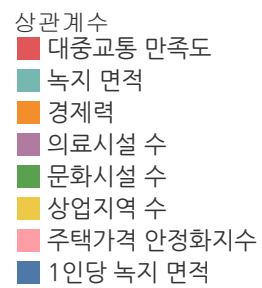 상관계수
대중교통 만족도
녹지 면적
경제력
의료시설 수
문화시설 수
상업지역 수
주택가격 안정화지수
1인당 녹지 면적